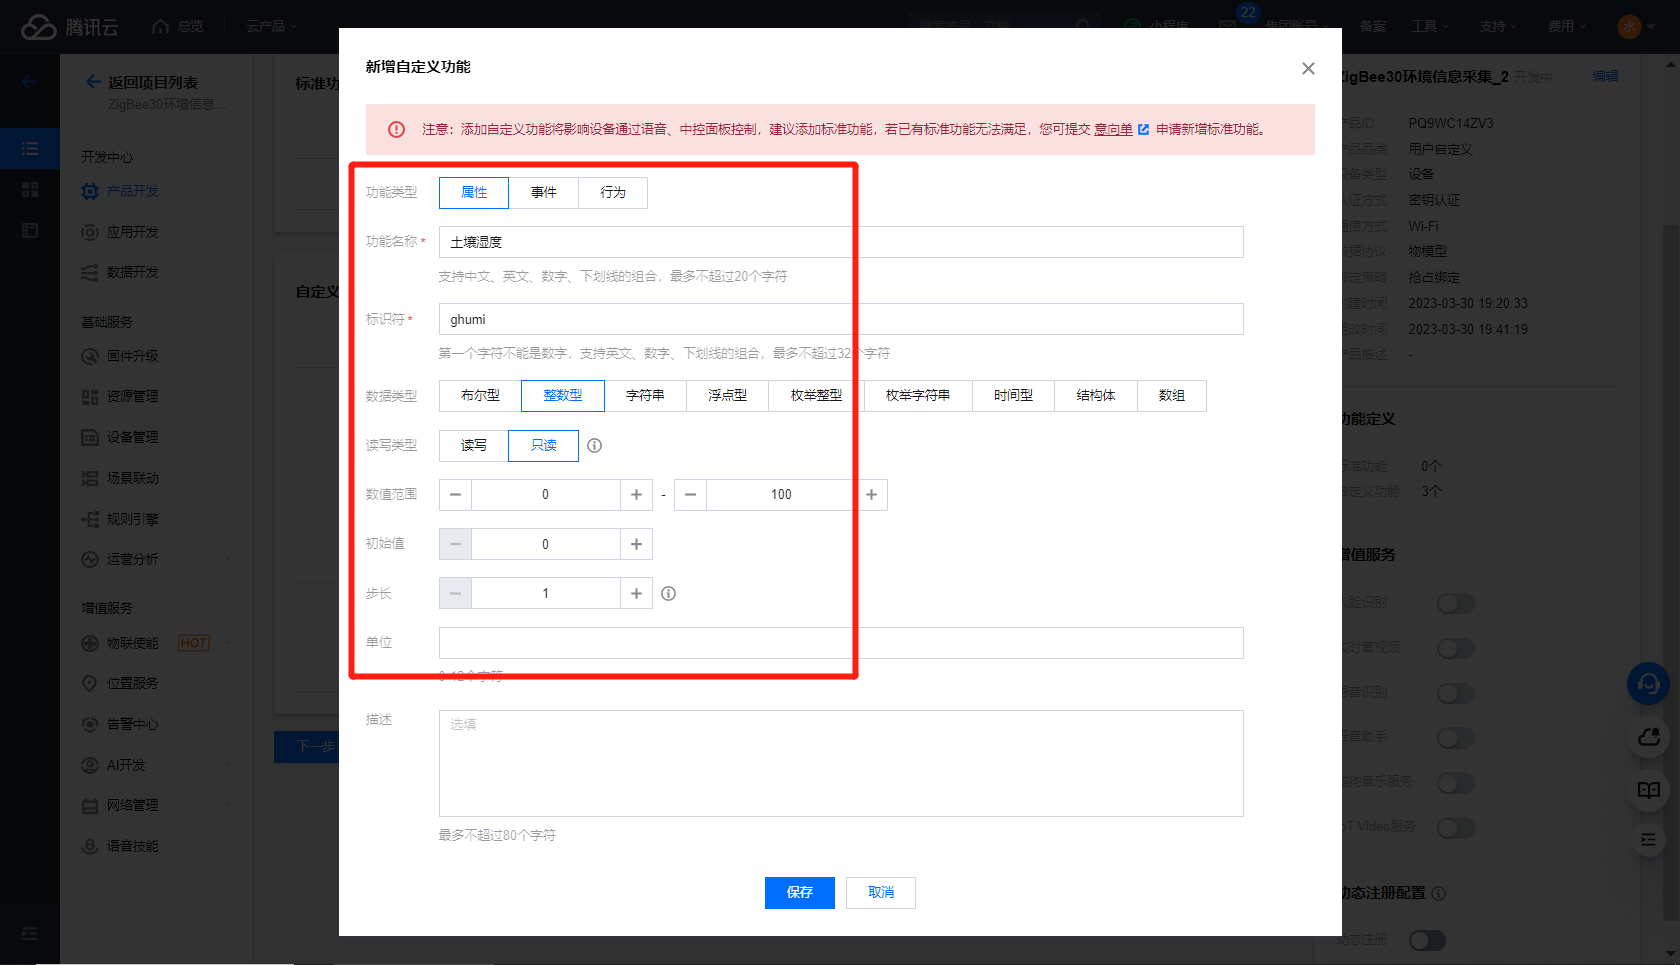 腾讯云
总览
云产品
小程序
22
集团账号
备案
工具
支持
费用
水
返回项目列表
ZigBee30环境信息...
开发中心
产品开发
应用开发
数据开发
基础服务
固件升级
资源管理
设备管理
场景联动
规则引擎
运营分析
增值服务
物联使能 HOT
位置服务
告警中心
AI开发
网络管理
语音技能
标准功
自定义
下一步
新增自定义功能
注意：添加自定义功能将影响设备通过语音、中控面板控制，建议添加标准功能，若已有标准功能无法满足，您可提交 意向单 申请新增标准功能。
功能类型 属性 事件 行为
功能名称 * 土壤湿度
支持中文、英文、数字、下划线的组合，最多不超过20个字符
标识符 * ghumi
第一个字符不能是数字，支持英文、数字、下划线的组合，最多不超过32个字符
数据类型 布尔型 整数型 字符串 浮点型 枚举整型 枚举字符串 时间型 结构体 数组
读写类型 读写 只读
数值范围 0 - 100
初始值 0
步长 1
单位
0-12个字符
描述 选填
最多不超过80个字符
保存 取消
ZigBee30环境信息采集_2 开发中 编辑
产品ID PQ9WC14ZV3
产品品类 用户自定义
设备类型 设备
认证方式 密钥认证
通信方式 Wi-Fi
数据协议 物模型
绑定策略 抢占绑定
创建时间 2023-03-30 19:20:33
更改时间 2023-03-30 19:41:19
产品描述 -
功能定义
标准功能 0个
自定义功能 3个
增值服务
人脸识别
实时音视频
语音识别
语音助手
酷狗音乐服务
IoT Video服务
动态注册配置
动态注册